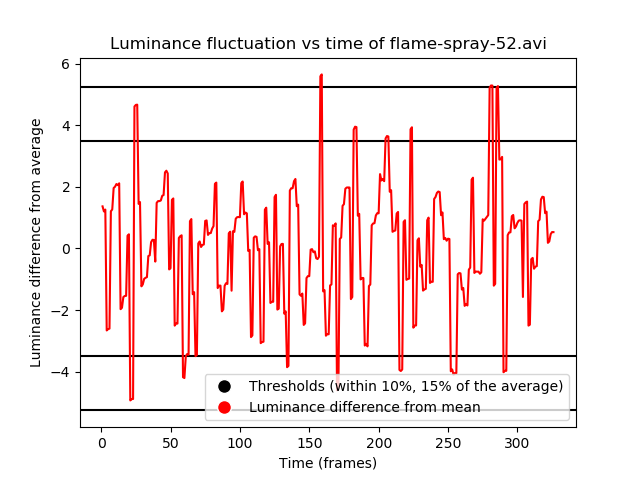 Luminance fluctuation vs time of flame-spray-52.avi
Luminance difference from average
6
4
2
0
−2
−4
Thresholds (within 10%, 15% of the average)
Luminance difference from mean
0 50 100 150 200 250 300
Time (frames)